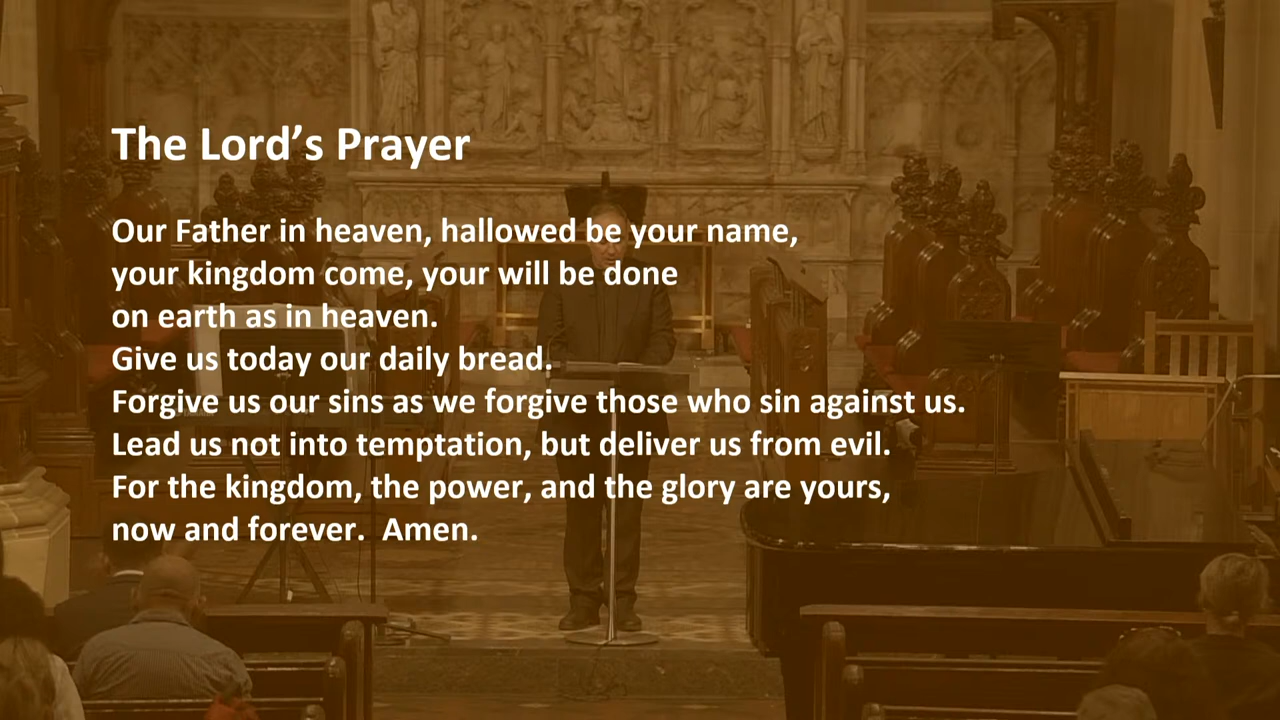 The Lord’s Prayer
Our Father in heaven, hallowed be your name,
your kingdom come, your will be done
on earth as in heaven.
Give us today our daily bread.
Forgive us our sins as we forgive those who sin against us.
Lead us not into temptation, but deliver us from evil.
For the kingdom, the power, and the glory are yours,
now and forever.  Amen.